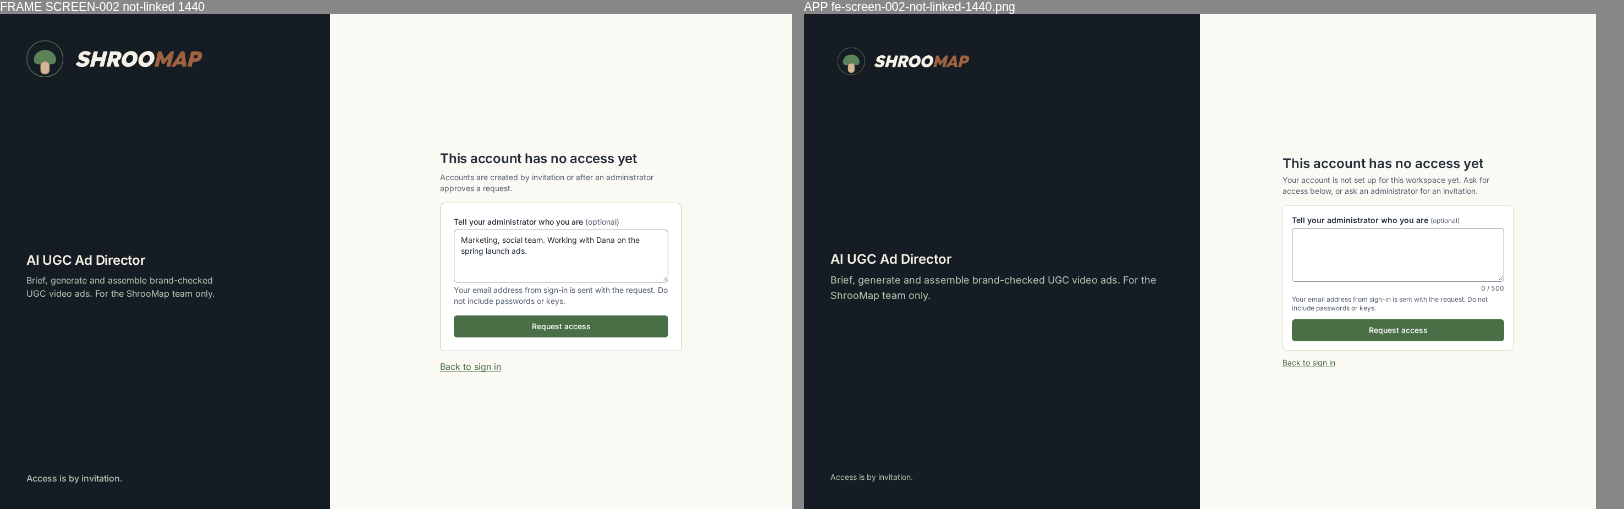 FRAME SCREEN-002 not-linked 1440
SHROOMAP
AI UGC Ad Director
Brief, generate and assemble brand-checked
UGC video ads. For the ShrooMap team only.
Access is by invitation.
This account has no access yet
Accounts are created by invitation or after an administrator
approves a request.
Tell your administrator who you are (optional)
Marketing, social team. Working with Dana on the
spring launch ads.
Your email address from sign-in is sent with the request. Do
not include passwords or keys.
Request access
Back to sign in
APP fe-screen-002-not-linked-1440.png
SHROOMAP
AI UGC Ad Director
Brief, generate and assemble brand-checked UGC video ads. For the
ShrooMap team only.
Access is by invitation.
This account has no access yet
Your account is not set up for this workspace yet. Ask for
access below, or ask an administrator for an invitation.
Tell your administrator who you are (optional)
0 / 500
Your email address from sign-in is sent with the request. Do not
include passwords or keys.
Request access
Back to sign in